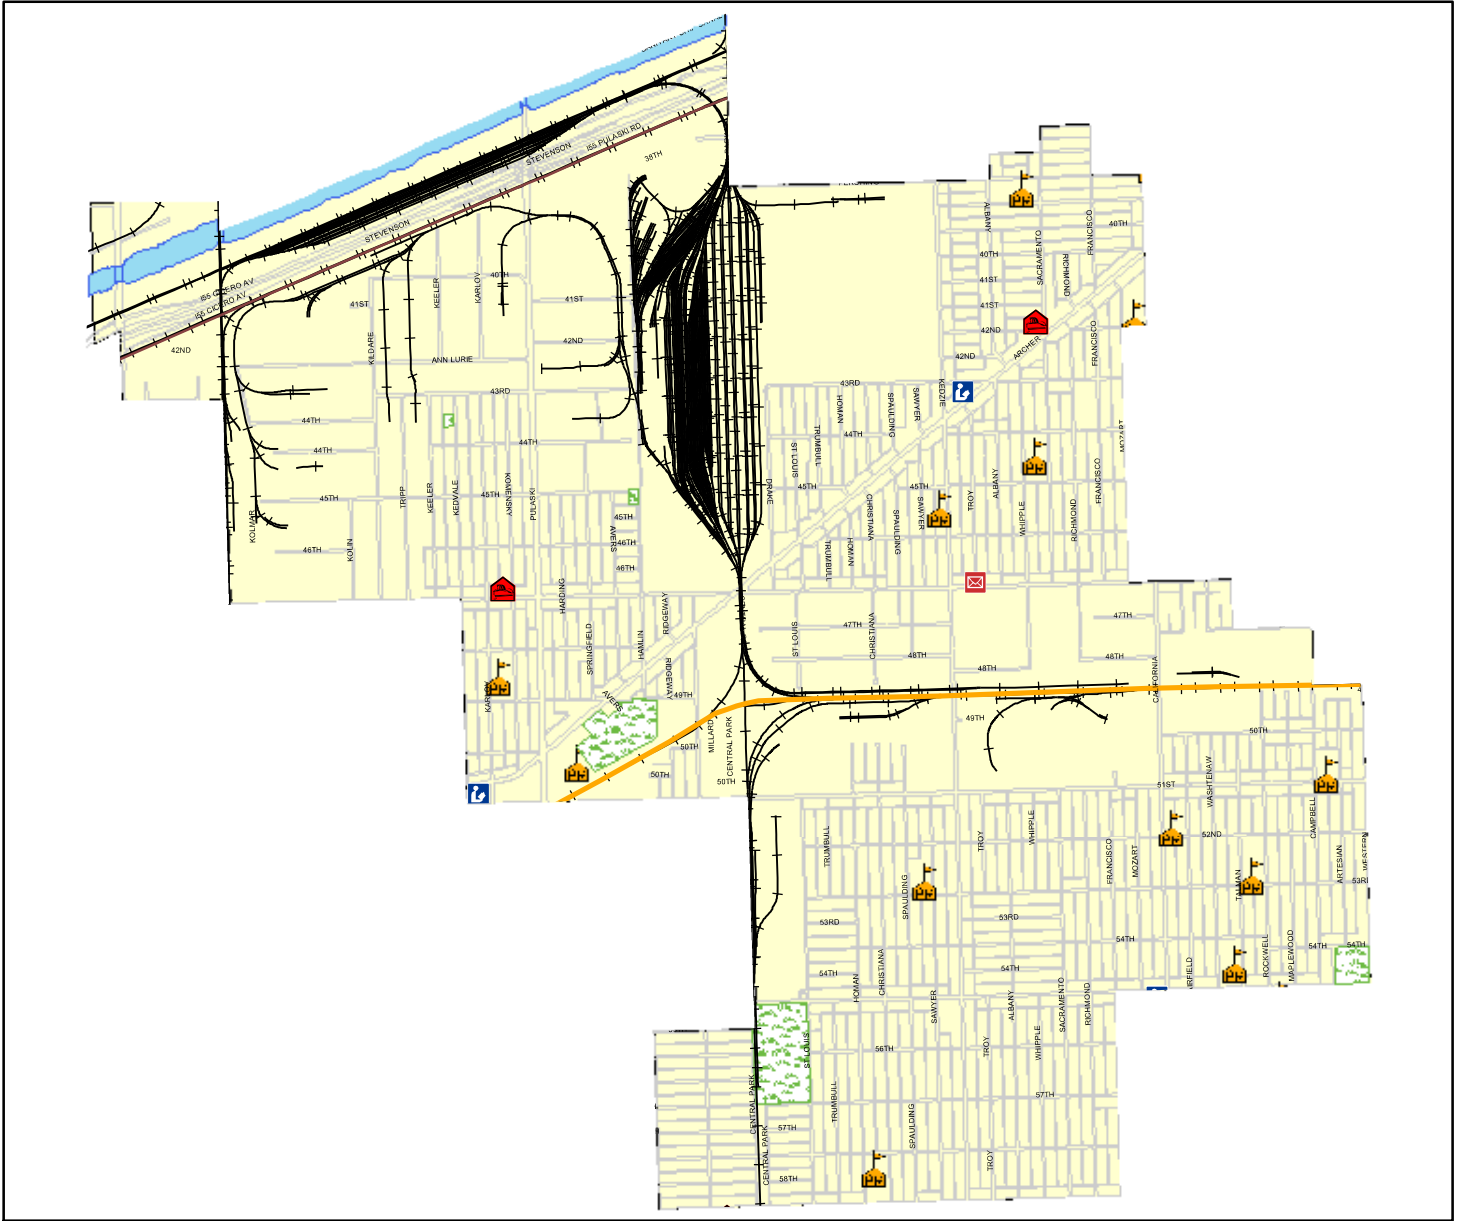 STEVENSON
I55 PULASKI RD
38TH
STEVENSON
ALBANY
FRANCISCO
40TH
SACRAMENTO
40TH
RICHMOND
40TH
KEELER
KARLOV
I55 CICERO AV
I55 CICERO AV
41ST
41ST
41ST
41ST
42ND
KILDARE
42ND
ANN LURIE
42ND
42ND
ARCHER
FRANCISCO
43RD
43RD
KEDZIE
HOMAN
SPAULDING
SAWYER
44TH
44TH
44TH
44TH
TRUMBULL
ST LOUIS
45TH
TRIPP
KEELER
KEDVALE
45TH
KOMENSKY
PULASKI
DRAKE
45TH
45TH
ALBANY
FRANCISCO
KOLMAR
45TH
AVERS
46TH
46TH
CHRISTIANA
SPAULDING
SAWYER
TROY
WHIPPLE
RICHMOND
46TH
KOLIN
TRUMBULL
HOMAN
HARDING
RIDGEWAY
47TH
47TH
SPRINGFIELD
HAMLIN
ST LOUIS
CHRISTIANA
48TH
48TH
48TH
RIDGEWAY
CALIFORNIA
49TH
AVERS
49TH
MILLARD
CENTRAL PARK
50TH
50TH
50TH
50TH
51ST
WASHTENAW
52ND
CAMPBELL
TRUMBULL
TROY
WHIPPLE
FRANCISCO
MOZART
ARTESIAN
WESTERN
SPAULDING
53RD
53RD
54TH
54TH
54TH
54TH
54TH
ROCKWELL
MAPLEWOOD
HOMAN
CHRISTIANA
SAWYER
ALBANY
SACRAMENTO
RICHMOND
ST LOUIS
56TH
TROY
WHIPPLE
57TH
CENTRAL PARK
TRUMBULL
57TH
SPAULDING
CENTRAL PARK
TROY
58TH